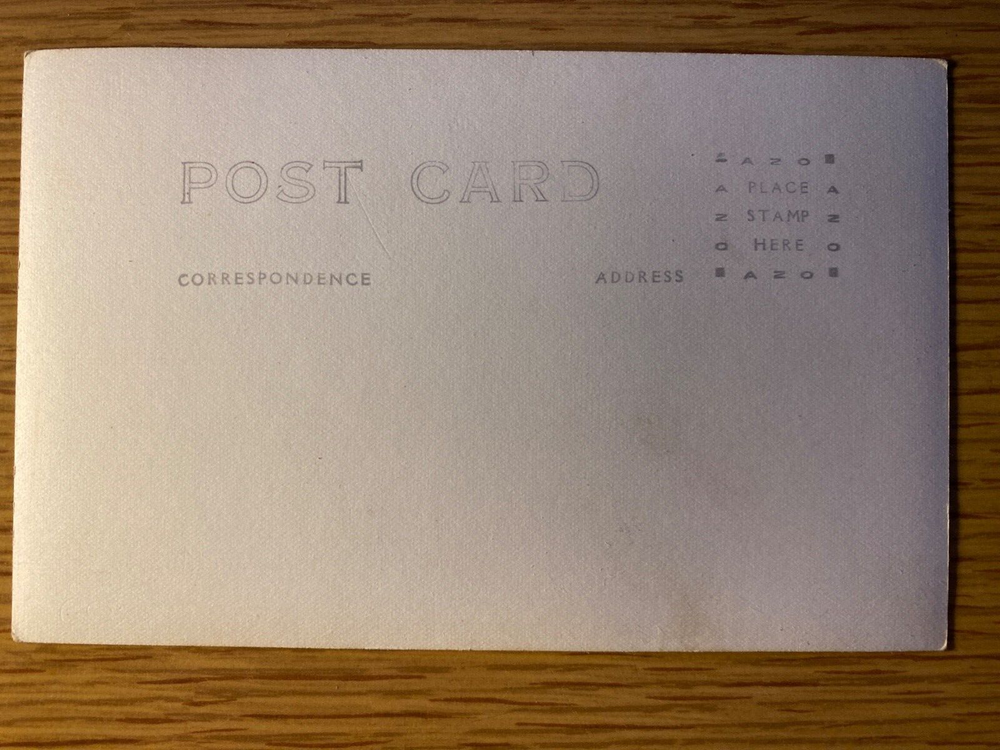 POST CARD
CORRESPONDENCE
ADDRESS
AZO
A PLACE A
Z STAMP Z
O HERE O
AZO